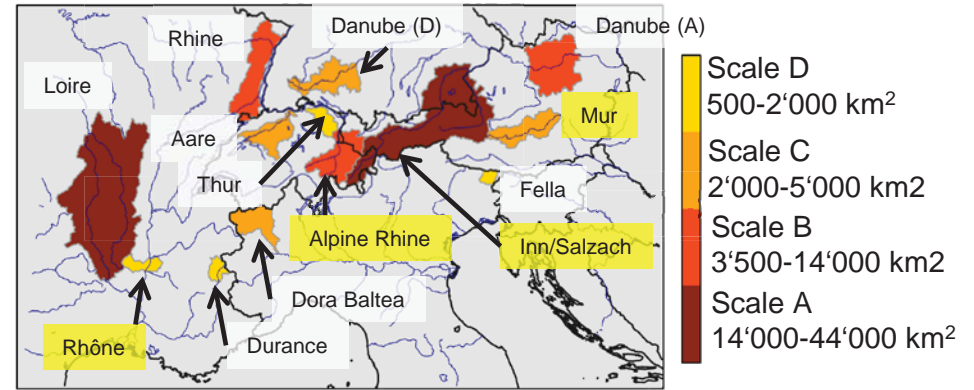 Rhine
Danube (D)
Danube (A)
Loire
Aare
Mur
Thur
Fella
Alpine Rhine
Inn/Salzach
Dora Baltea
Rhône
Durance
Scale D
500-2‘000 km²
Scale C
2‘000-5‘000 km2
Scale B
3‘500-14‘000 km2
Scale A
14‘000-44‘000 km²